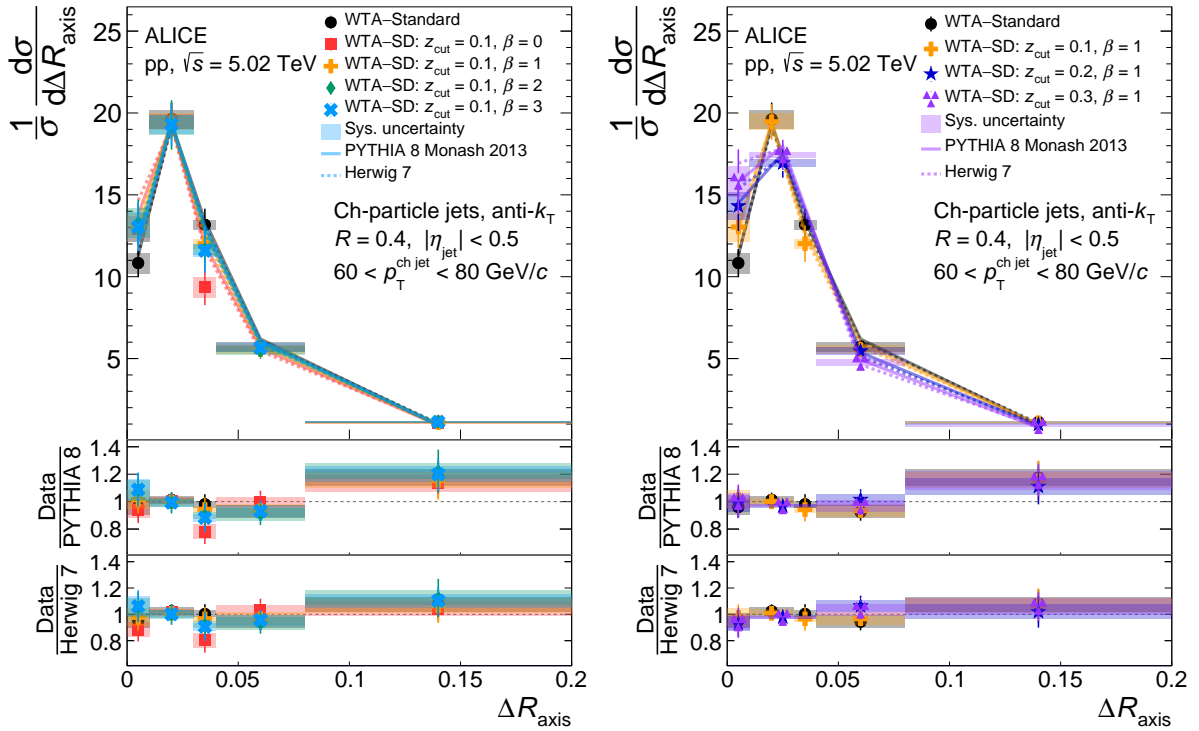 1/σ dσ/dΔR_axis
25
20
15
10
5
ALICE
pp, √s = 5.02 TeV
WTA−Standard
WTA−SD: z_cut = 0.1, β = 0
WTA−SD: z_cut = 0.1, β = 1
WTA−SD: z_cut = 0.1, β = 2
WTA−SD: z_cut = 0.1, β = 3
Sys. uncertainty
PYTHIA 8 Monash 2013
Herwig 7
Ch-particle jets, anti-k_T
R = 0.4, |η_jet| < 0.5
60 < p_T^ch jet < 80 GeV/c
Data/PYTHIA 8
1.4
1.2
1
0.8
Data/Herwig 7
1.4
1.2
1
0.8
0 0.05 0.1 0.15 0.2
ΔR_axis
1/σ dσ/dΔR_axis
25
20
15
10
5
ALICE
pp, √s = 5.02 TeV
WTA−Standard
WTA−SD: z_cut = 0.1, β = 1
WTA−SD: z_cut = 0.2, β = 1
WTA−SD: z_cut = 0.3, β = 1
Sys. uncertainty
PYTHIA 8 Monash 2013
Herwig 7
Ch-particle jets, anti-k_T
R = 0.4, |η_jet| < 0.5
60 < p_T^ch jet < 80 GeV/c
Data/PYTHIA 8
1.4
1.2
1
0.8
Data/Herwig 7
1.4
1.2
1
0.8
0 0.05 0.1 0.15 0.2
ΔR_axis